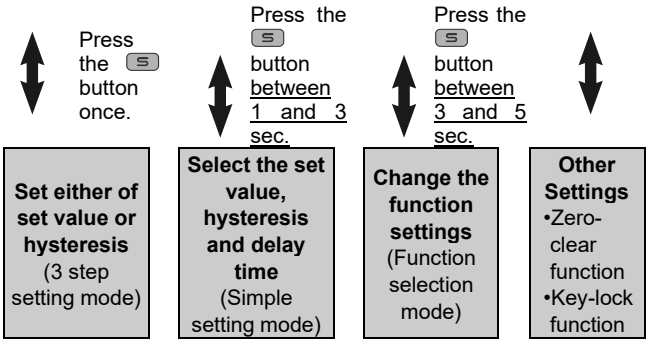 Press
the S
button
once.
Press the
S
button
between
1 and 3
sec.
Press the
S
button
between
3 and 5
sec.
Set either of
set value or
hysteresis
(3 step
setting mode)
Select the set
value,
hysteresis
and delay
time
(Simple
setting mode)
Change the
function
settings
(Function
selection
mode)
Other
Settings
•Zero-
clear
function
•Key-lock
function